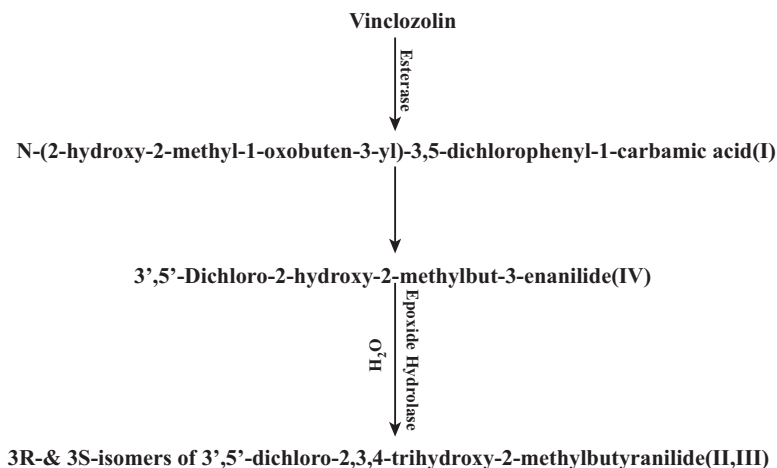 Vinclozolin
Esterase
N-(2-hydroxy-2-methyl-1-oxobuten-3-yl)-3,5-dichlorophenyl-1-carbamic acid(I)
3’,5’-Dichloro-2-hydroxy-2-methylbut-3-enanilide(IV)
Epoxide Hydrolase
H₂O
3R-& 3S-isomers of 3’,5’-dichloro-2,3,4-trihydroxy-2-methylbutyranilide(II,III)